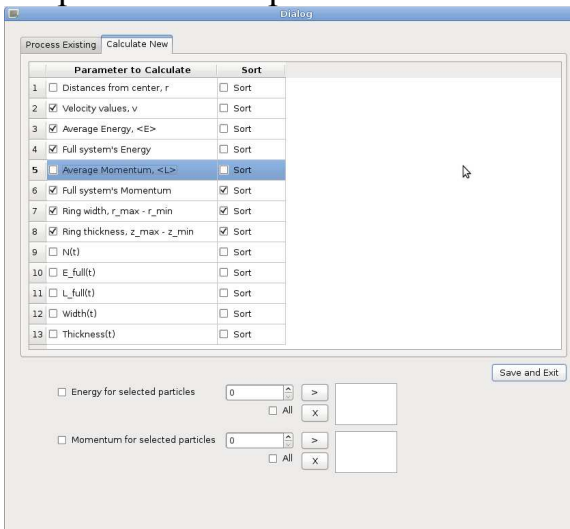 Dialog
Process Existing Calculate New
Parameter to Calculate Sort
1 Distances from center, r Sort
2 Velocity values, v Sort
3 Average Energy, <E> Sort
4 Full system's Energy Sort
5 Average Momentum, <L> Sort
6 Full system's Momentum Sort
7 Ring width, r_max - r_min Sort
8 Ring thickness, z_max - z_min Sort
9 N(t) Sort
10 E_full(t) Sort
11 L_full(t) Sort
12 Width(t) Sort
13 Thickness(t) Sort
Save and Exit
Energy for selected particles 0 >
All X
Momentum for selected particles 0 >
All X